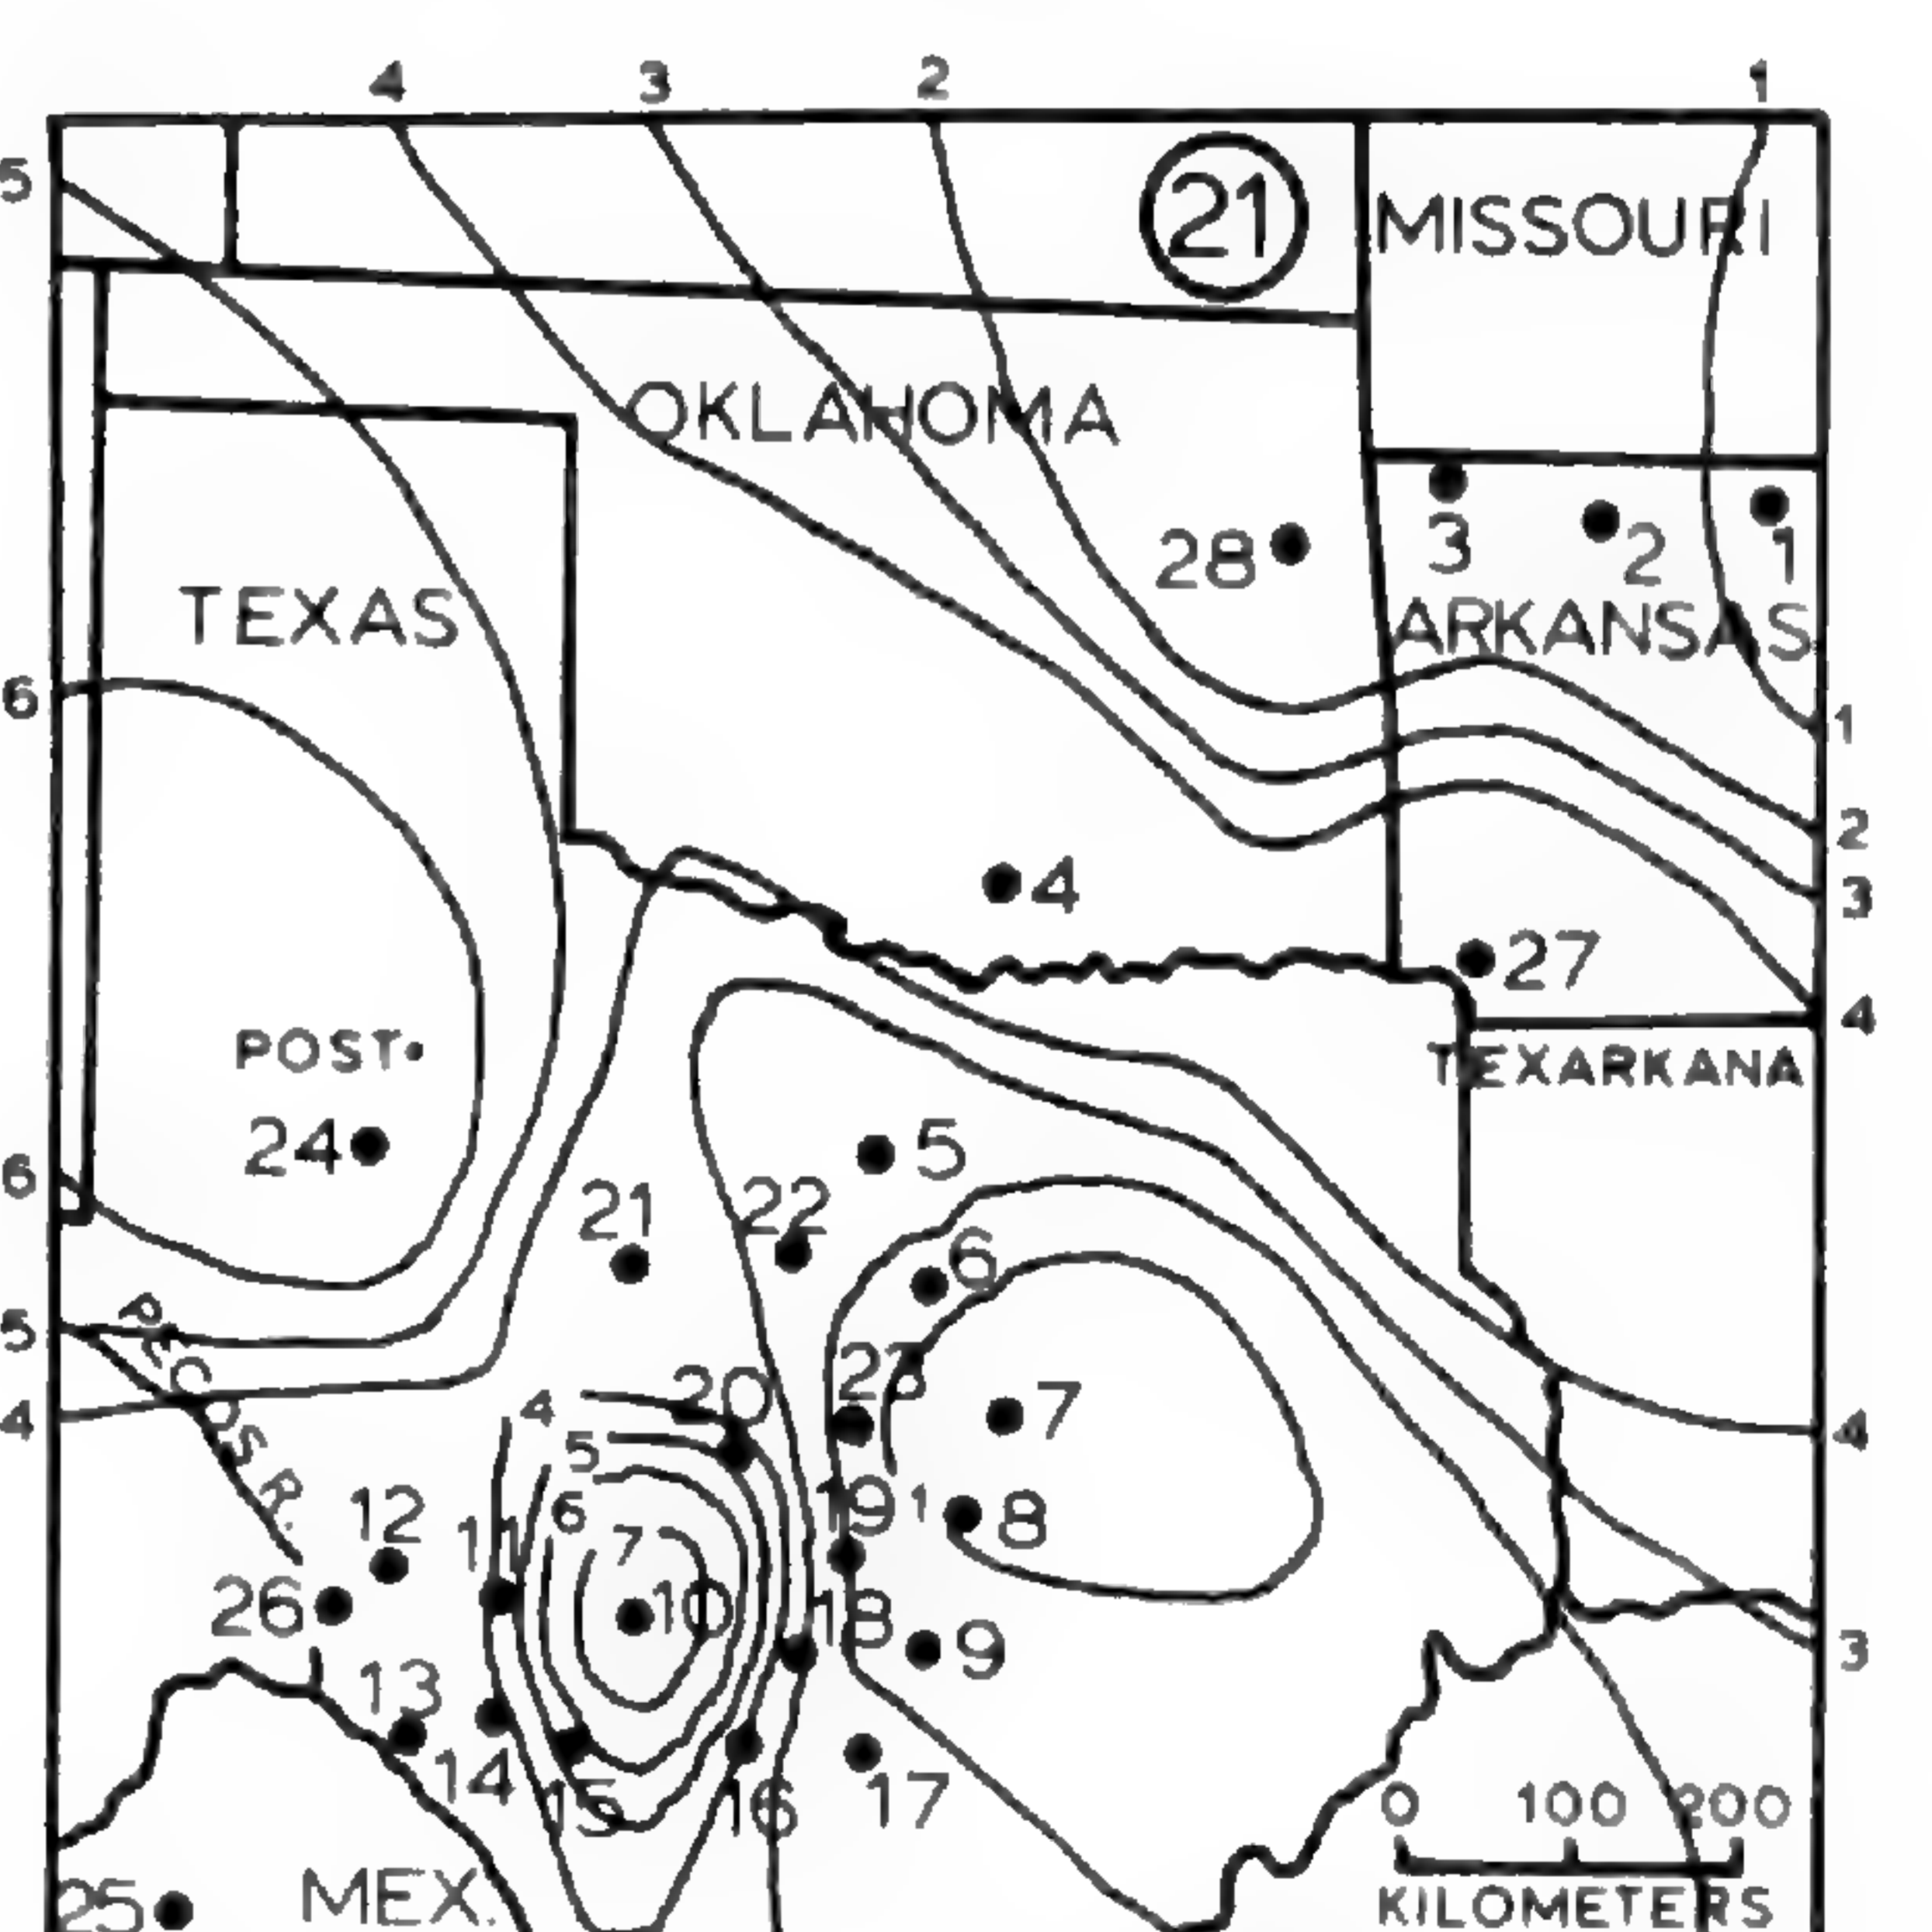 4 3 2 1
5
21 MISSOURI
OKLAHOMA
28 3 2 1
TEXAS ARKANSAS
6
1
2
4 3
27
4
POST
TEXARKANA
24 5
6
21 22
6
5
PECOS R.
23
20 7
4 4 4
5
12 11 6 19 1 8
7
26 10 18 9
3
13
14 15 16 17
0 100 200
25 MEX. KILOMETERS